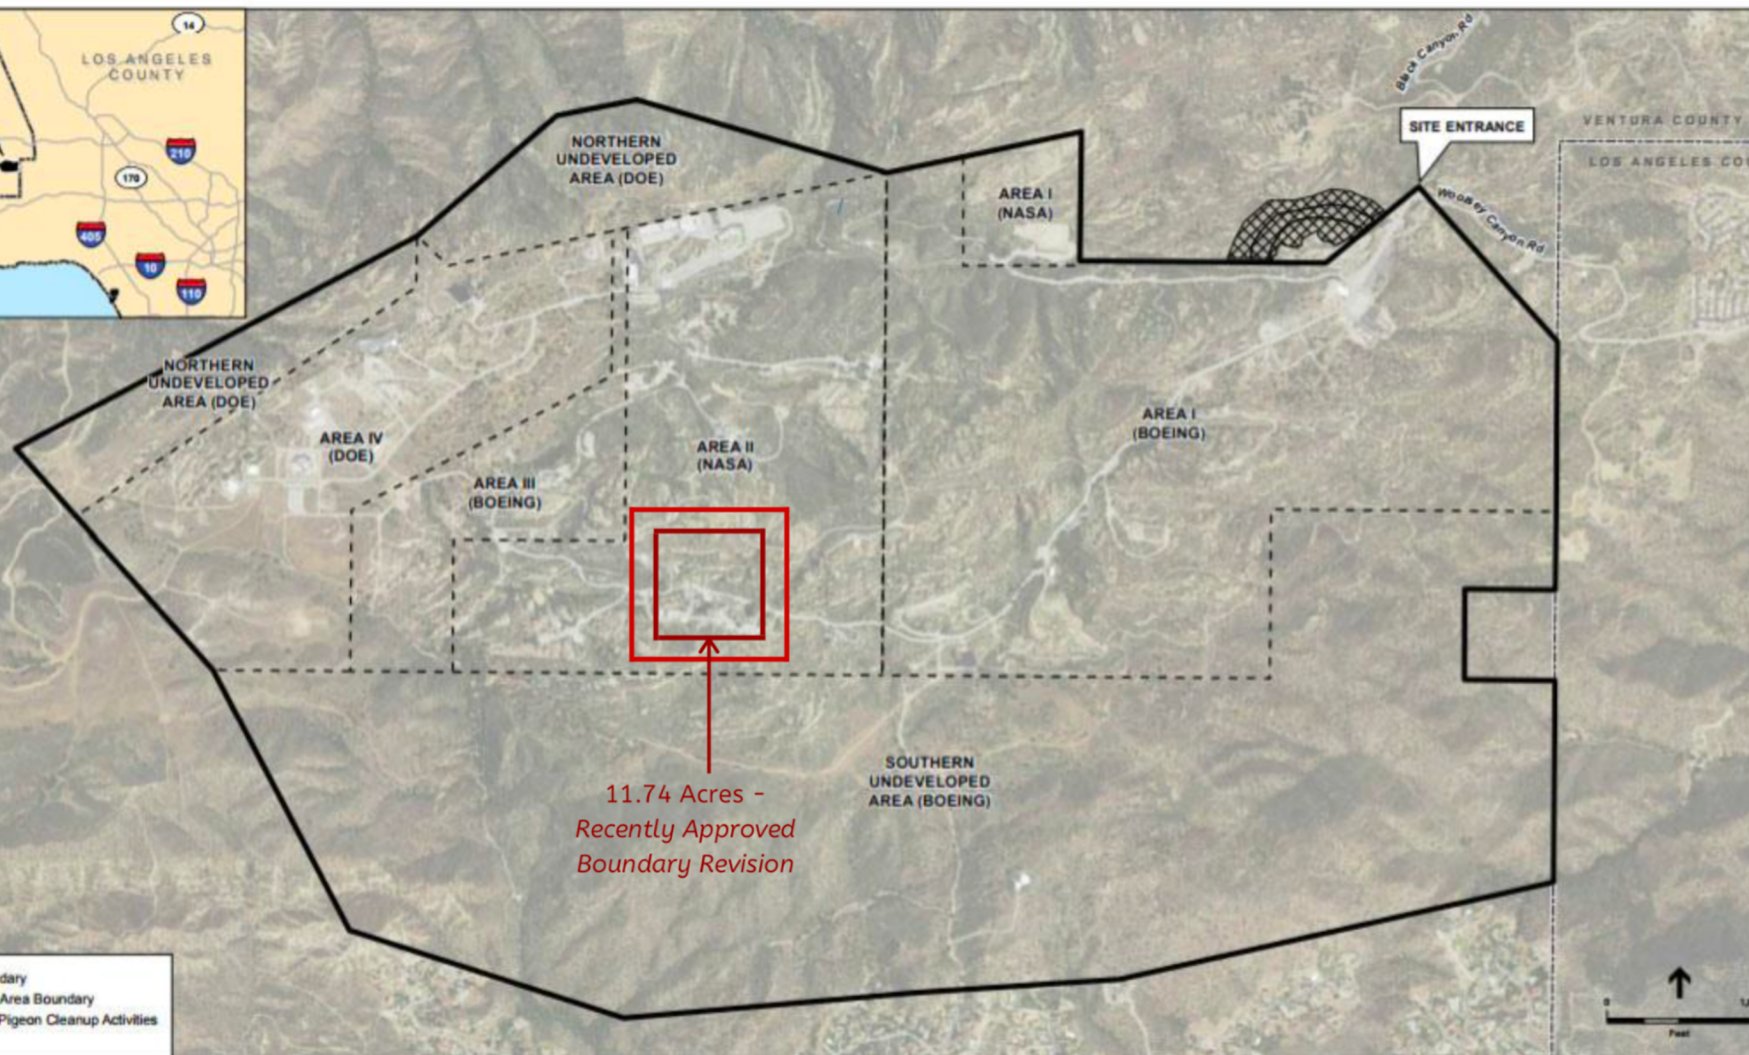 14
LOS ANGELES
COUNTY
210
170
405
10
110
Black Canyon Rd
SITE ENTRANCE
VENTURA COUNTY
LOS ANGELES COU
Woolsey Canyon Rd
NORTHERN
UNDEVELOPED
AREA (DOE)
AREA I
(NASA)
NORTHERN
UNDEVELOPED
AREA (DOE)
AREA IV
(DOE)
AREA III
(BOEING)
AREA II
(NASA)
AREA I
(BOEING)
SOUTHERN
UNDEVELOPED
AREA (BOEING)
11.74 Acres -
Recently Approved
Boundary Revision
dary
Area Boundary
Pigeon Cleanup Activities
0
Feet